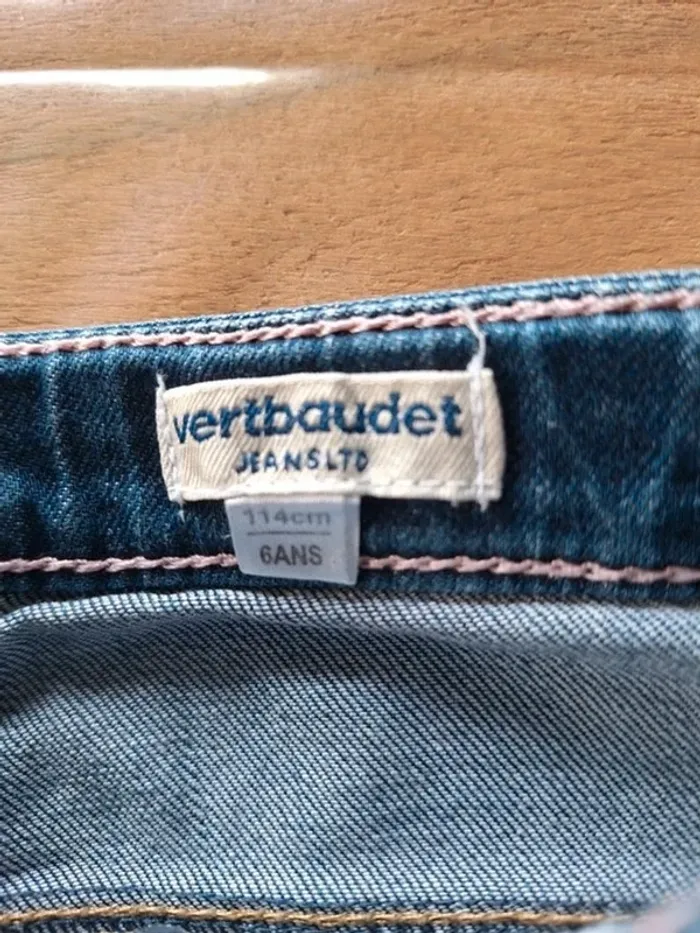 vertbaudet
JEANS LTD
114cm
6ANS